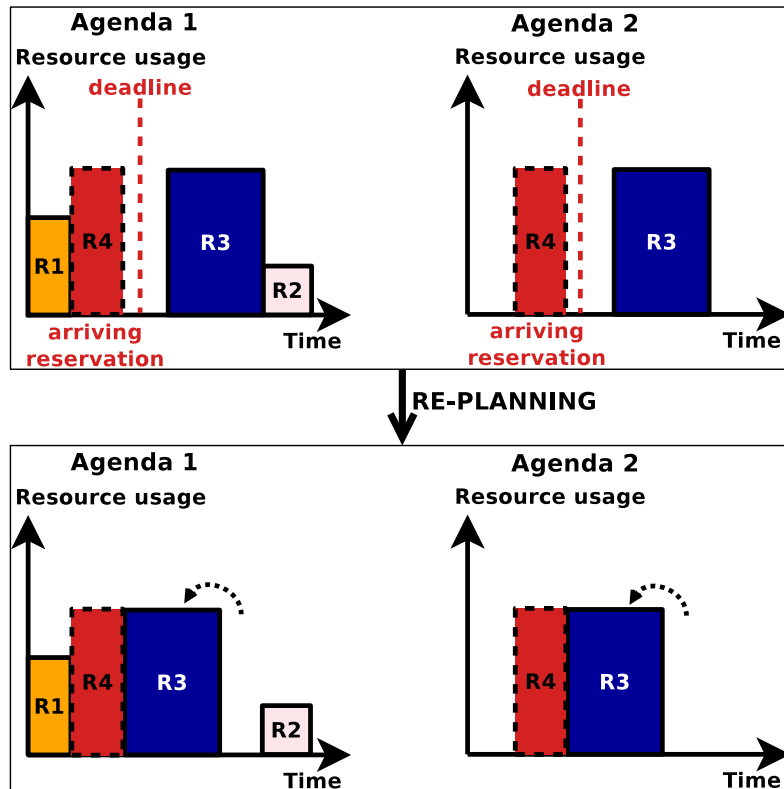 Agenda 1
Resource usage
deadline
R4
R3
R1
R2
arriving
reservation
Time
Agenda 2
Resource usage
deadline
R4
R3
arriving
reservation
Time
RE-PLANNING
Agenda 1
Resource usage
R4
R3
R1
R2
Time
Agenda 2
Resource usage
R4
R3
Time